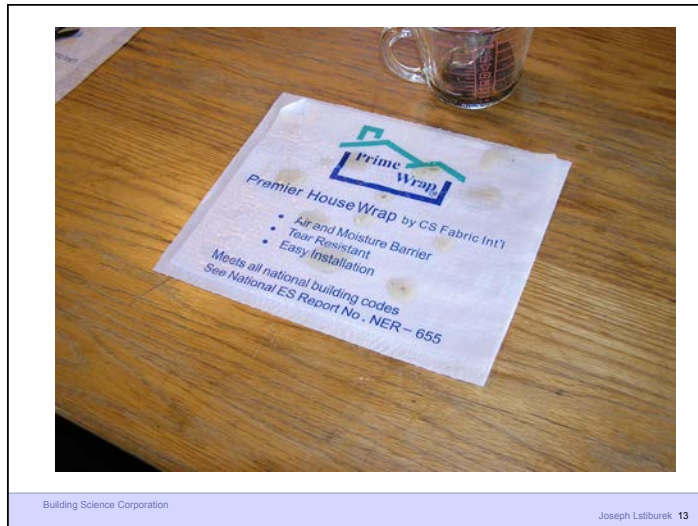 Prime
Wrap
Premier House Wrap by CS Fabric Int'l
• Air and Moisture Barrier
• Tear Resistant
• Easy Installation
Meets all national building codes
See National ES Report No. NER – 655
Building Science Corporation
Joseph Lstiburek 13